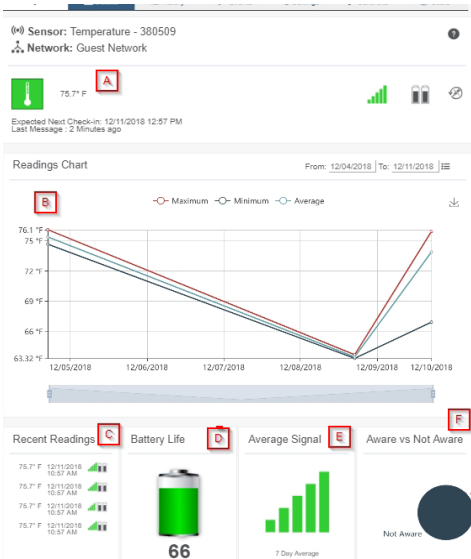 Sensor: Temperature - 380509
Network: Guest Network
?
A
75.7° F
Expected Next Check-in: 12/11/2018 12:57 PM
Last Message : 2 Minutes ago
Readings Chart
From: 12/04/2018 To: 12/11/2018
B
Maximum Minimum Average
76.1 °F
75 °F
72 °F
69 °F
66 °F
63.32 °F
12/05/2018 12/06/2018 12/07/2018 12/08/2018 12/09/2018 12/10/2018
F
Recent Readings C Battery Life D Average Signal E Aware vs Not Aware
75.7° F 12/11/2018
10:57 AM
75.7° F 12/11/2018
10:57 AM
75.7° F 12/11/2018
10:57 AM
75.7° F 12/11/2018
10:57 AM
Not Aware
66
7 Day Average